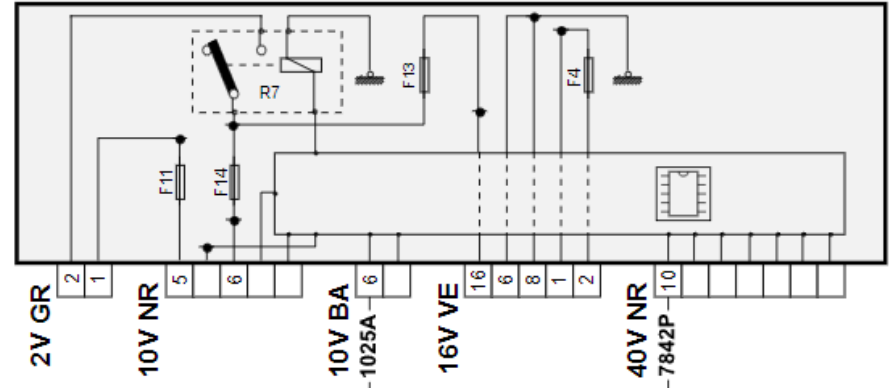 R7
F13
F4
F11
F14
2V GR
2 1
10V NR
5 6
10V BA
6
1025A
16V VE
16 6 8 1 2
40V NR
10
7842P